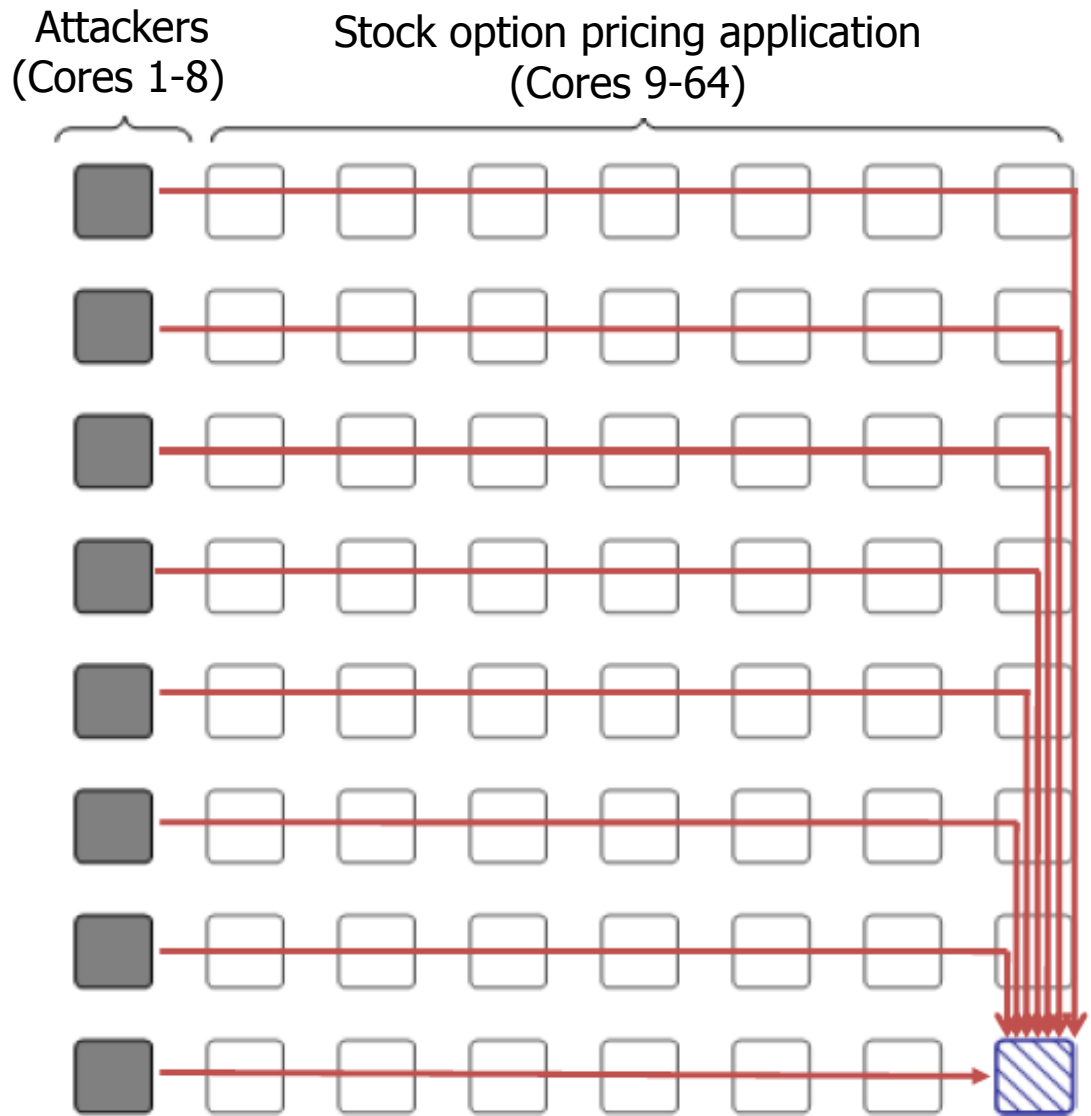 Attackers
(Cores 1-8)
Stock option pricing application
(Cores 9-64)